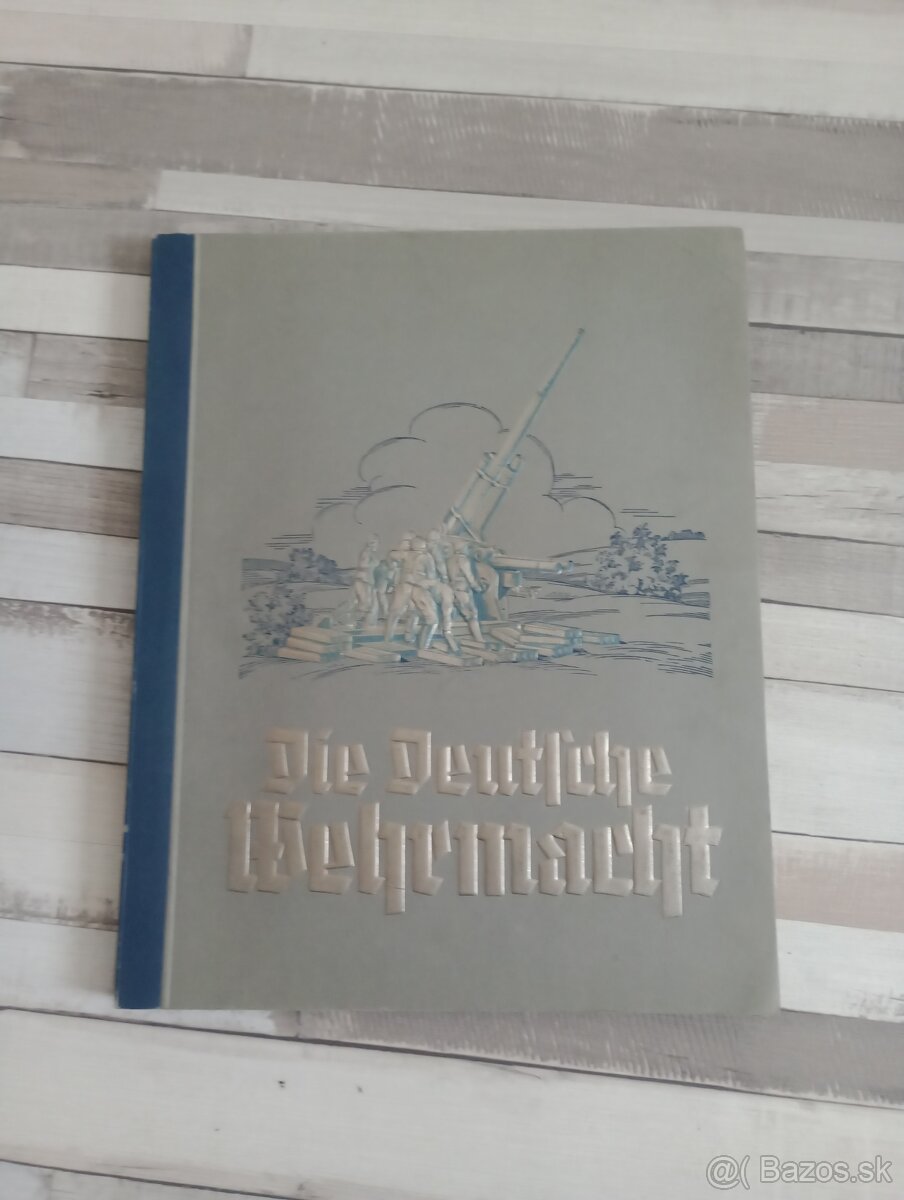 Die Deutſche
Wehrmacht
@( Bazos.sk